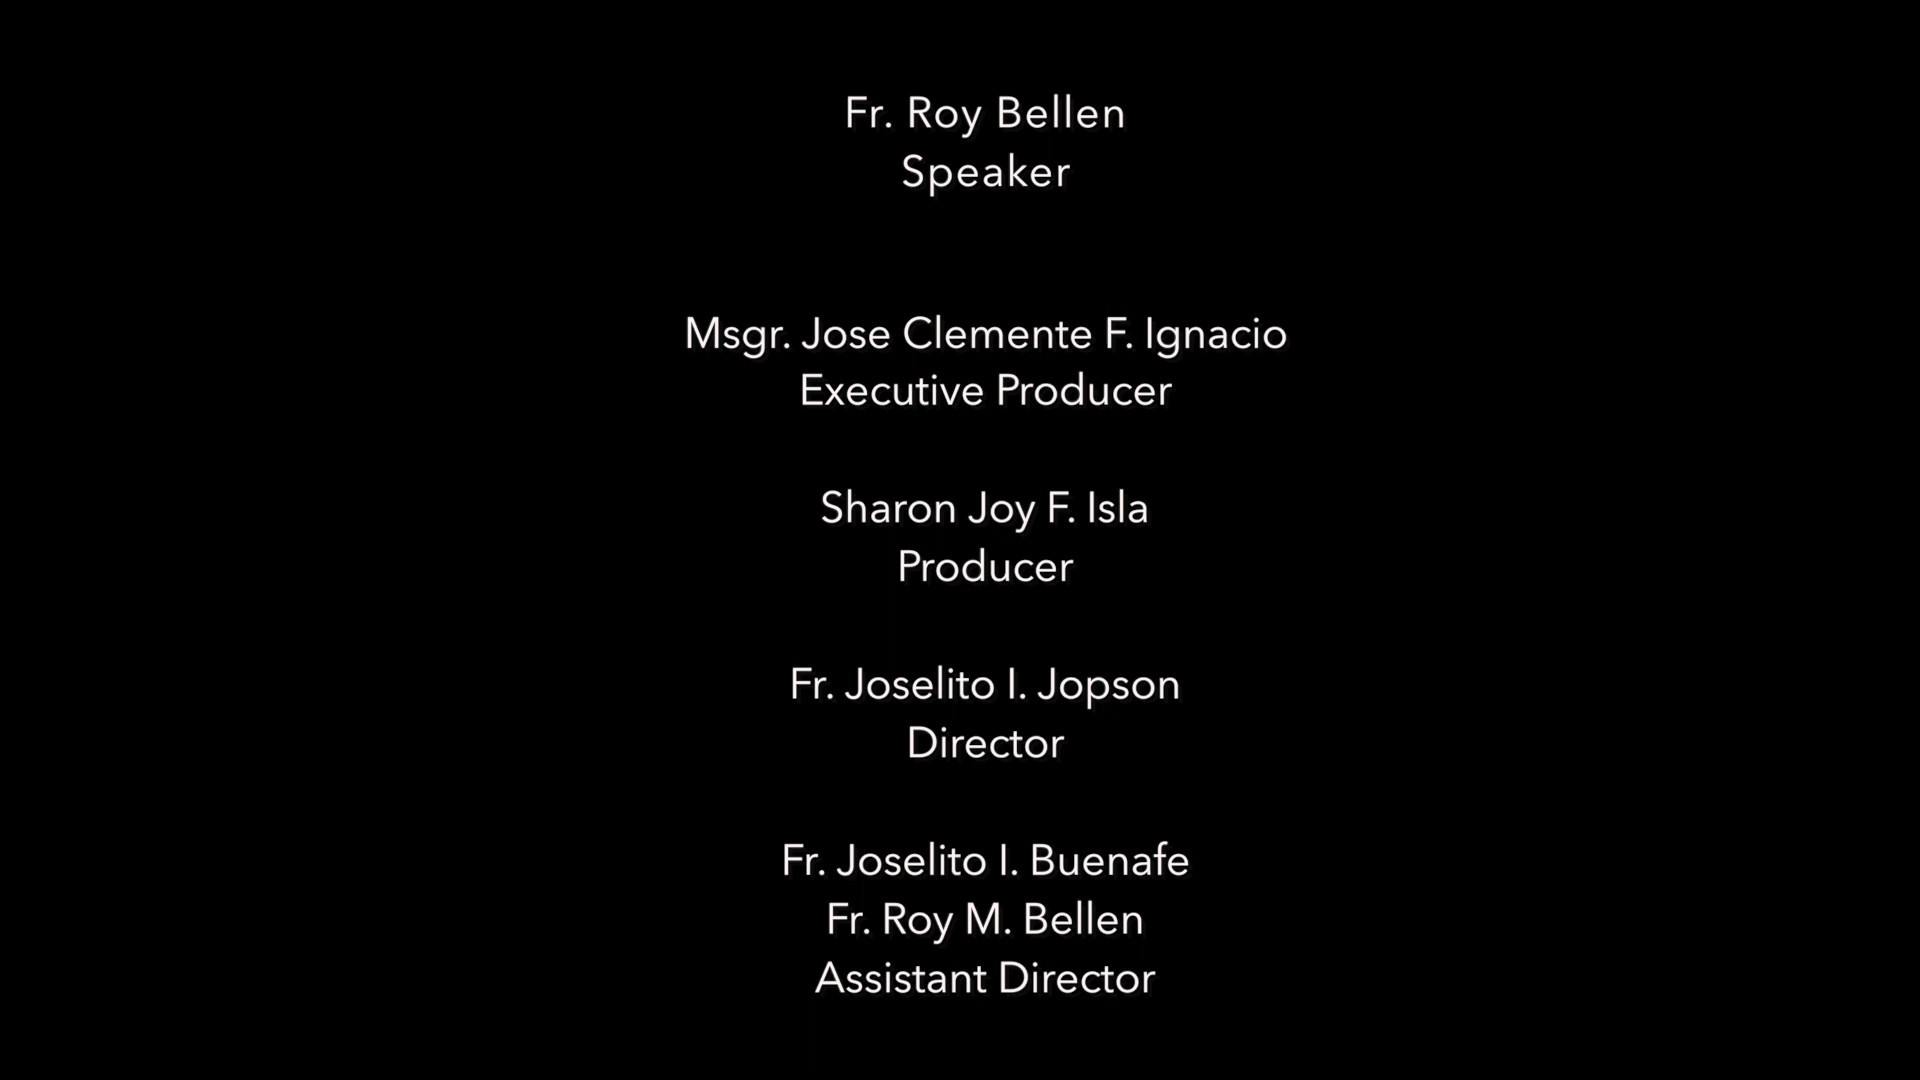 Fr. Roy Bellen
Speaker
Msgr. Jose Clemente F. Ignacio
Executive Producer
Sharon Joy F. Isla
Producer
Fr. Joselito I. Jopson
Director
Fr. Joselito I. Buenafe
Fr. Roy M. Bellen
Assistant Director